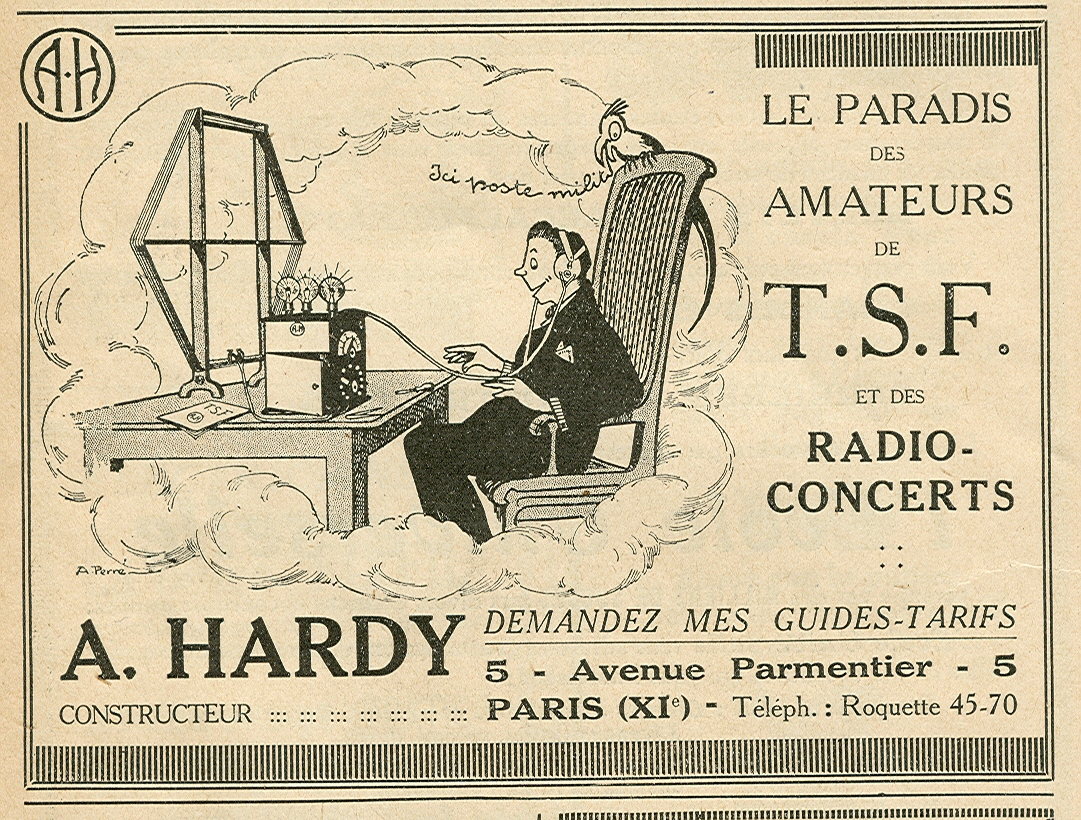 A·H
LE PARADIS
DES
AMATEURS
DE
T.S.F.
ET DES
RADIO-
CONCERTS
Ici poste milit
A·H
A. Perré
A. HARDY
CONSTRUCTEUR
DEMANDEZ MES GUIDES-TARIFS
5 - Avenue Parmentier - 5
PARIS (XIe) - Téléph. : Roquette 45-70